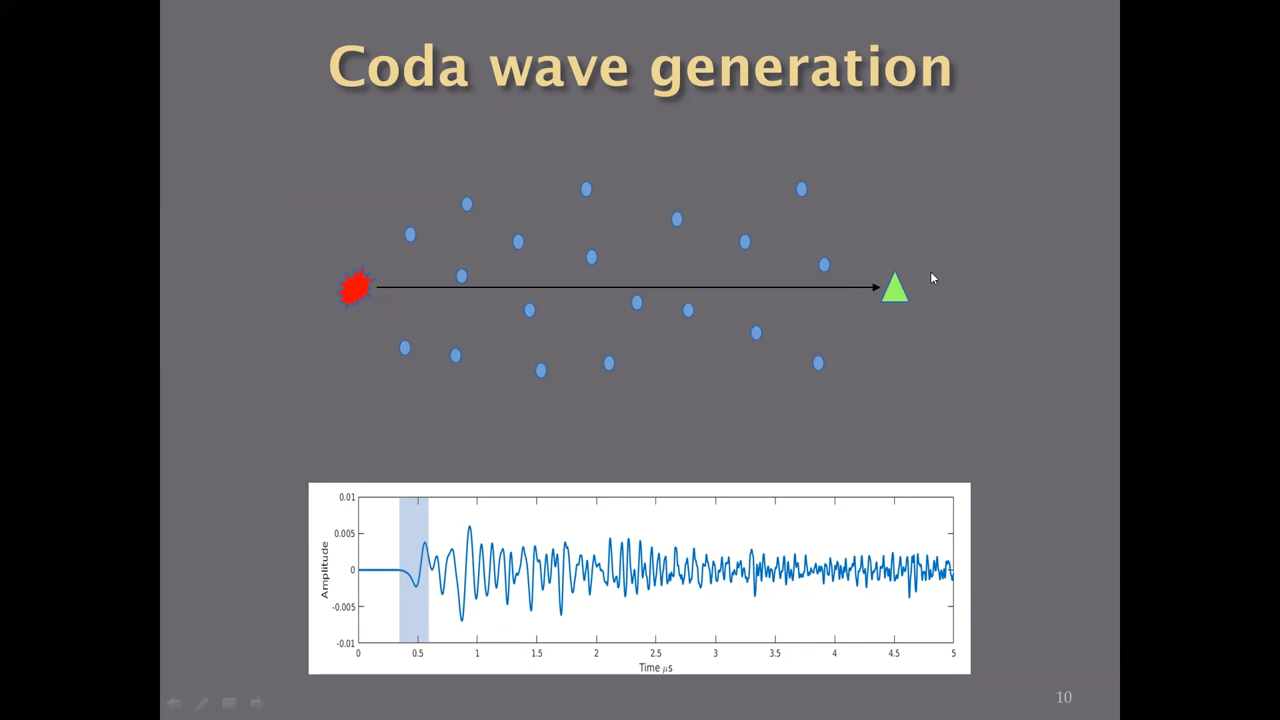 Coda wave generation
0.01
0.005
0
-0.005
-0.01
Amplitude
0 0.5 1 1.5 2 2.5 3 3.5 4 4.5 5
Time μs
10